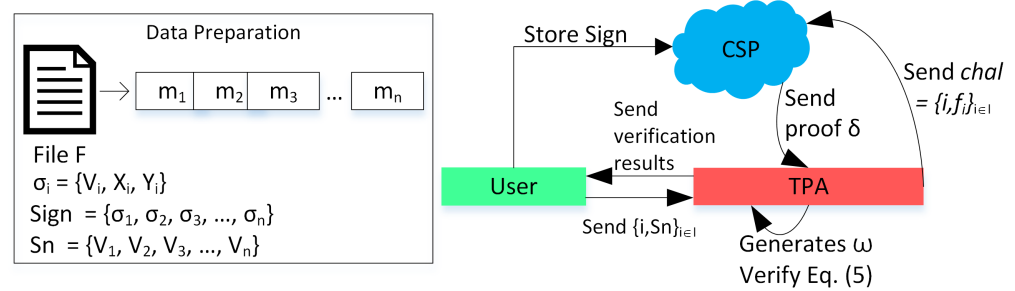 Data Preparation
m₁ m₂ m₃ ... mₙ
File F
σᵢ = {Vᵢ, Xᵢ, Yᵢ}
Sign = {σ₁, σ₂, σ₃, ..., σₙ}
Sn = {V₁, V₂, V₃, ..., Vₙ}
Store Sign
CSP
Send chal
= {i,fᵢ}ᵢ∈I
Send
proof δ
Send
verification
results
User
TPA
Send {i,Sn}ᵢ∈I
Generates ω
Verify Eq. (5)